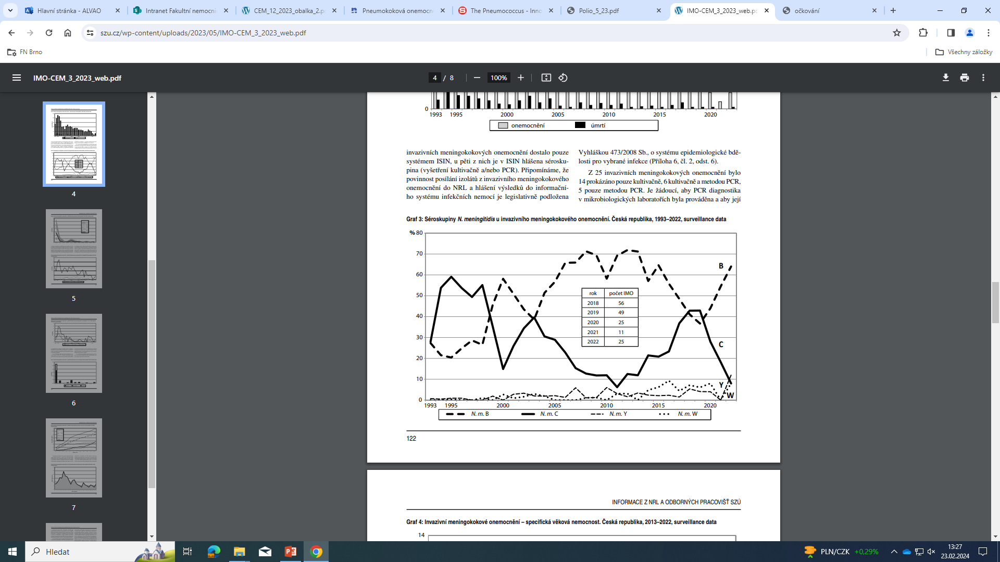 Hlavní stránka - ALVAO
Intranet Fakultní nemocni
CEM_12_2023_obalka_2.p
Pneumokoková onemocn
The Pneumococcus - Inno
Polio_5_23.pdf
IMO-CEM_3_2023_web.pd
očkování
szu.cz/wp-content/uploads/2023/05/IMO-CEM_3_2023_web.pdf
FN Brno
Všechny záložky
IMO-CEM_3_2023_web.pdf
4 / 8
100%
4
5
6
7
0
1993 1995 2000 2005 2010 2015 2020
onemocnění úmrtí
invazivních meningokokových onemocnění dostalo pouze
systémem ISIN, u pěti z nich je v ISIN hlášena sérosku-
pina (vyšetření kultivačně a/nebo PCR). Připomínáme, že
povinnost posílání izolátů z invazivního meningokokového
onemocnění do NRL a hlášení výsledků do informační-
ho systému infekčních nemocí je legislativně podložena
Vyhláškou 473/2008 Sb., o systému epidemiologické bdě-
losti pro vybrané infekce (Příloha 6, čl. 2, odst. 6).
Z 25 invazivních meningokokových onemocnění bylo
14 prokázáno pouze kultivačně, 6 kultivačně a metodou PCR,
5 pouze metodou PCR. Je žádoucí, aby PCR diagnostika
v mikrobiologických laboratořích byla prováděna a aby její
Graf 3: Séroskupiny N. meningitidis u invazivního meningokokového onemocnění. Česká republika, 1993–2022, surveillance data
% 80
70
60
50
40
30
20
10
0
B
C
Y
W
rok počet IMO
2018 56
2019 49
2020 25
2021 11
2022 25
1993 1995 2000 2005 2010 2015 2020
N. m. B N. m. C N. m. Y N. m. W
122
INFORMACE Z NRL A ODBORNÝCH PRACOVIŠŤ SZÚ
Graf 4: Invazivní meningokokové onemocnění – specifická věková nemocnost. Česká republika, 2013–2022, surveillance data
14
Hledat
PLN/CZK +0,29%
13:27
23.02.2024